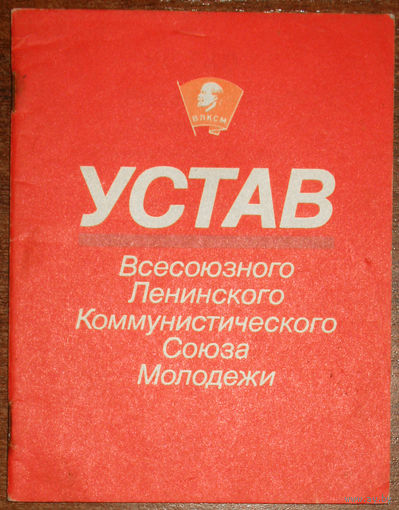 ВЛКСМ
УСТАВ
Всесоюзного
Ленинского
Коммунистического
Союза
Молодежи